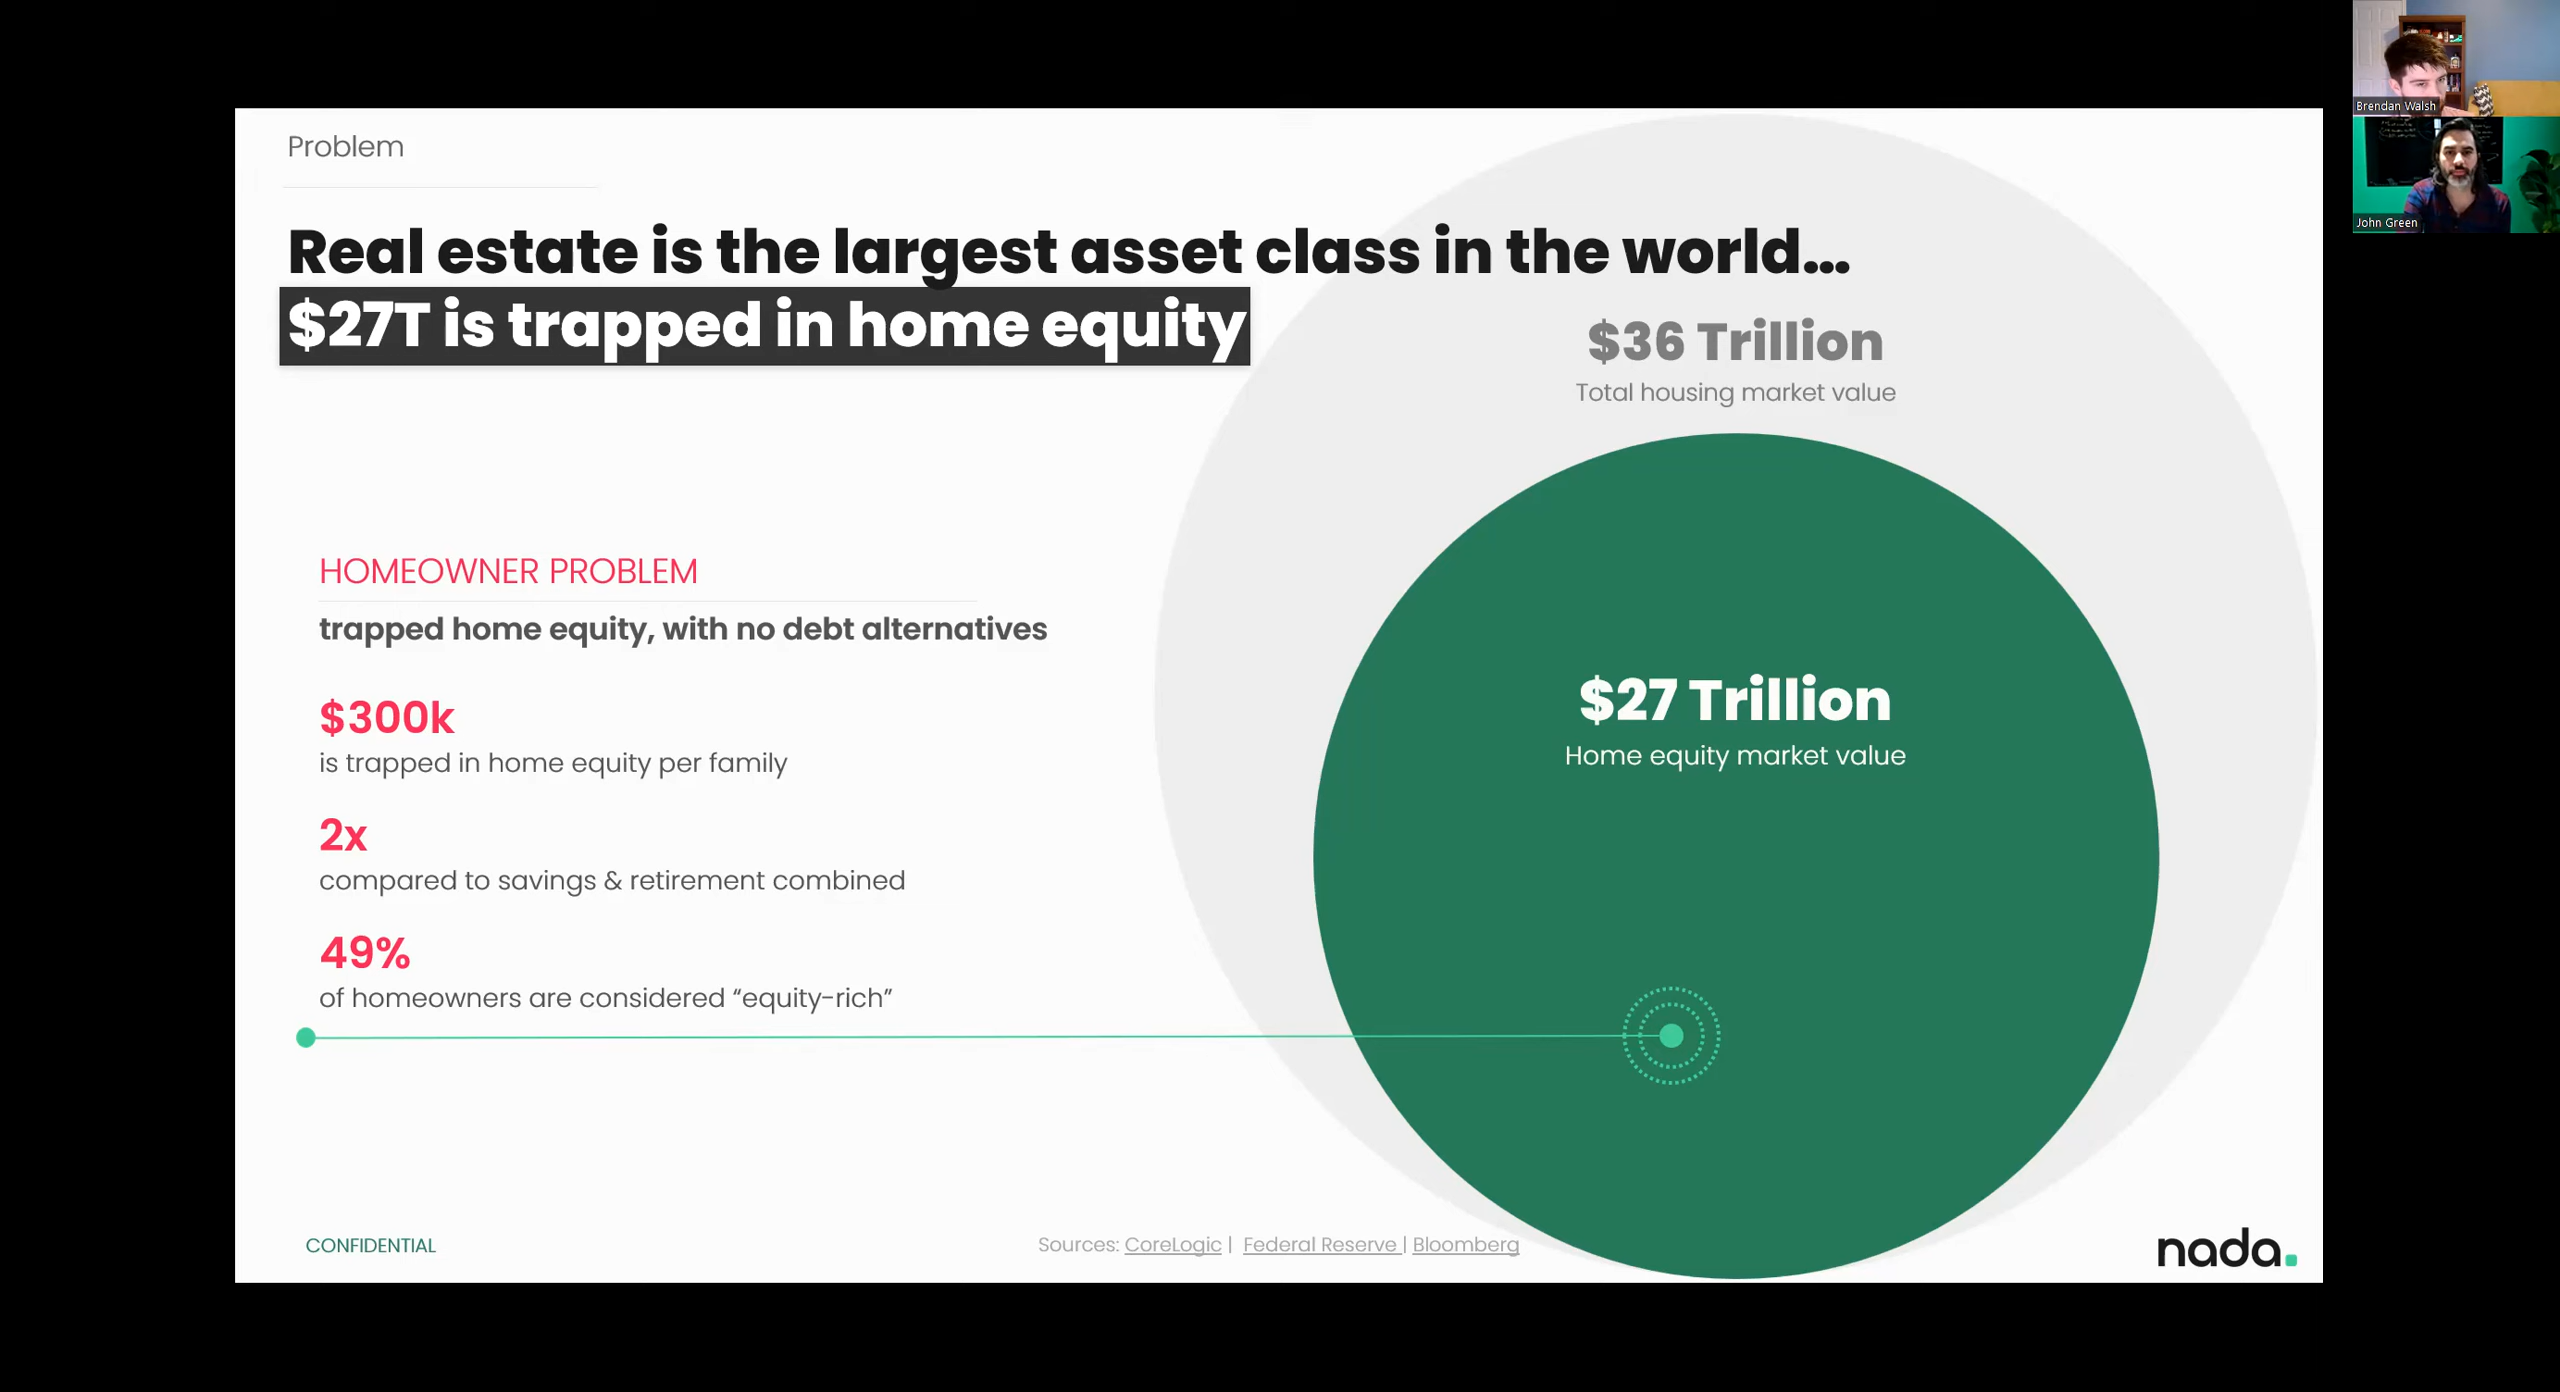 Problem
Real estate is the largest asset class in the world...
$27T is trapped in home equity
$36 Trillion
Total housing market value
HOMEOWNER PROBLEM
trapped home equity, with no debt alternatives
$300k
is trapped in home equity per family
2x
compared to savings & retirement combined
49%
of homeowners are considered “equity-rich”
$27 Trillion
Home equity market value
CONFIDENTIAL
Sources: CoreLogic | Federal Reserve | Bloomberg
nada.
Brendan Walsh
John Green